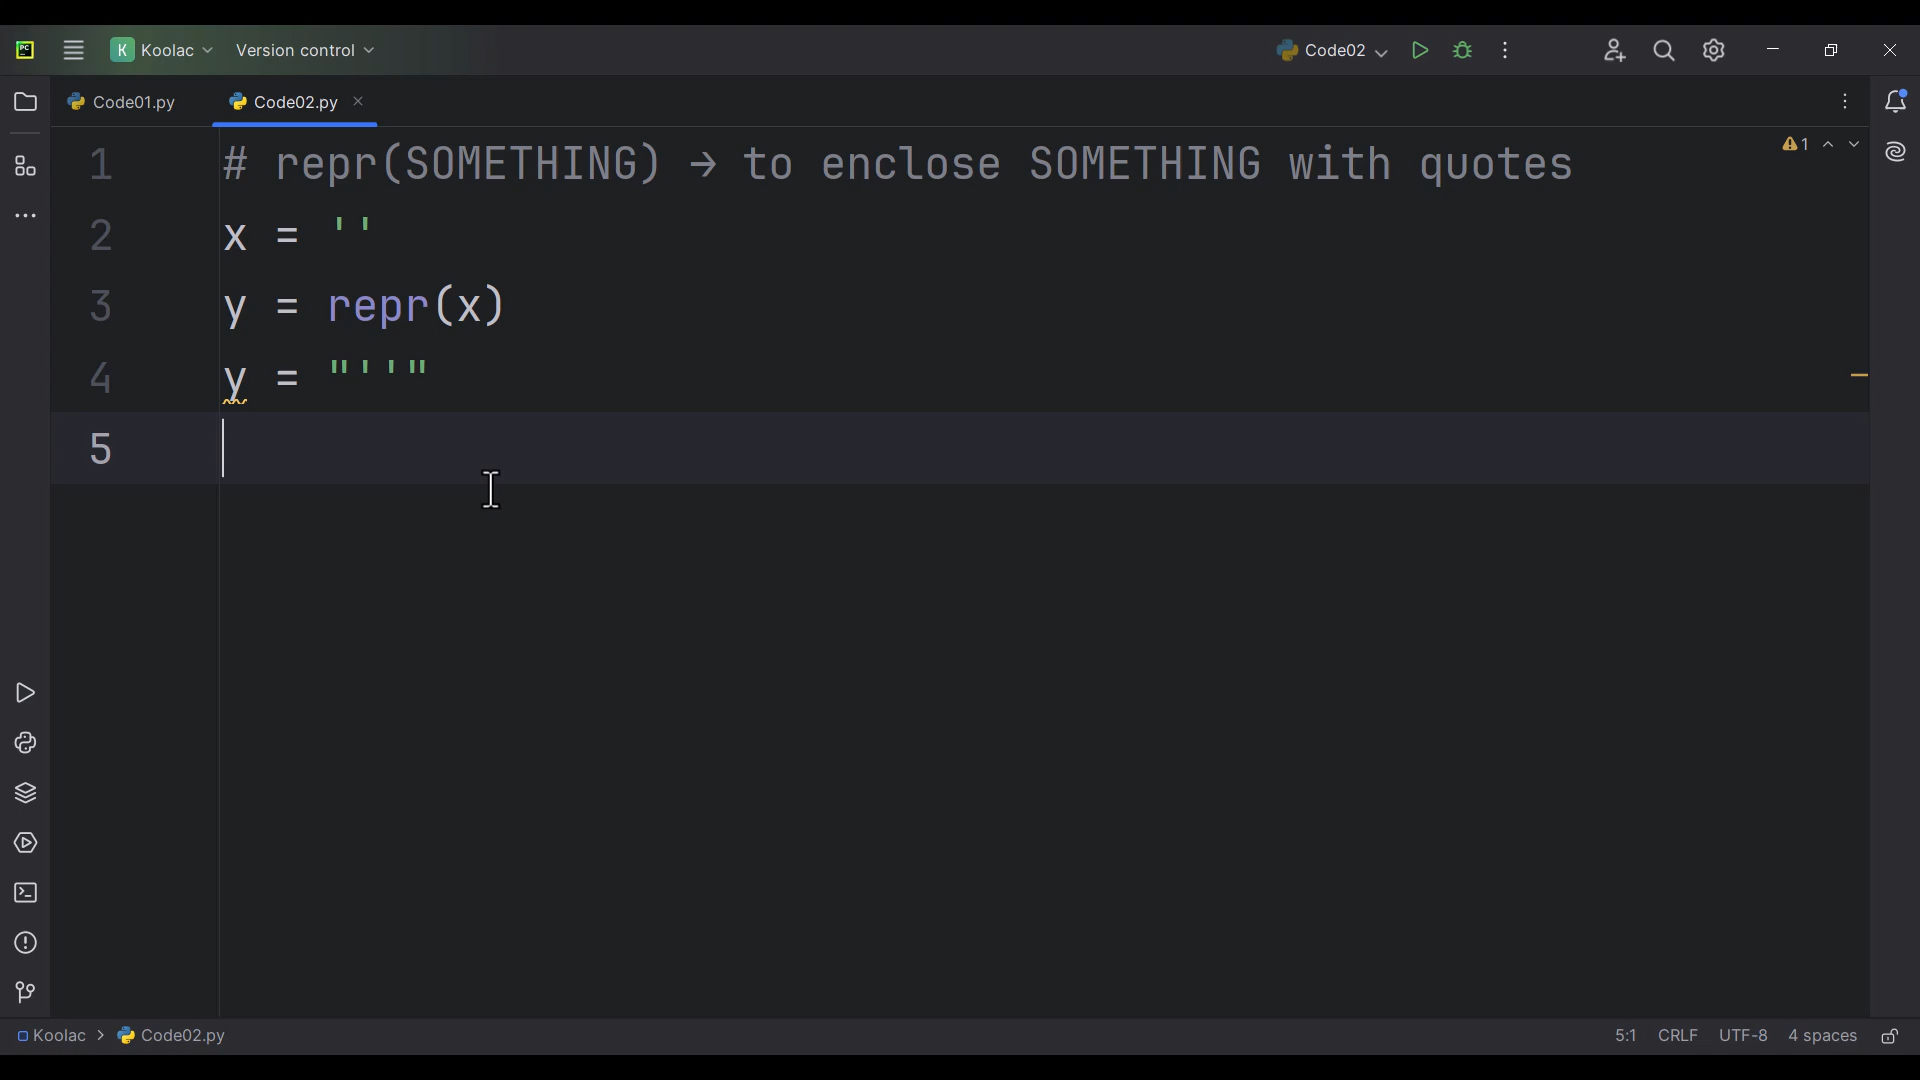 PC
K Koolac Version control Code02
Code01.py Code02.py
1 # repr(SOMETHING) → to enclose SOMETHING with quotes
1
2 x = ''
3 y = repr(x)
4 y = "''"
5
Koolac > Code02.py 5:1 CRLF UTF-8 4 spaces